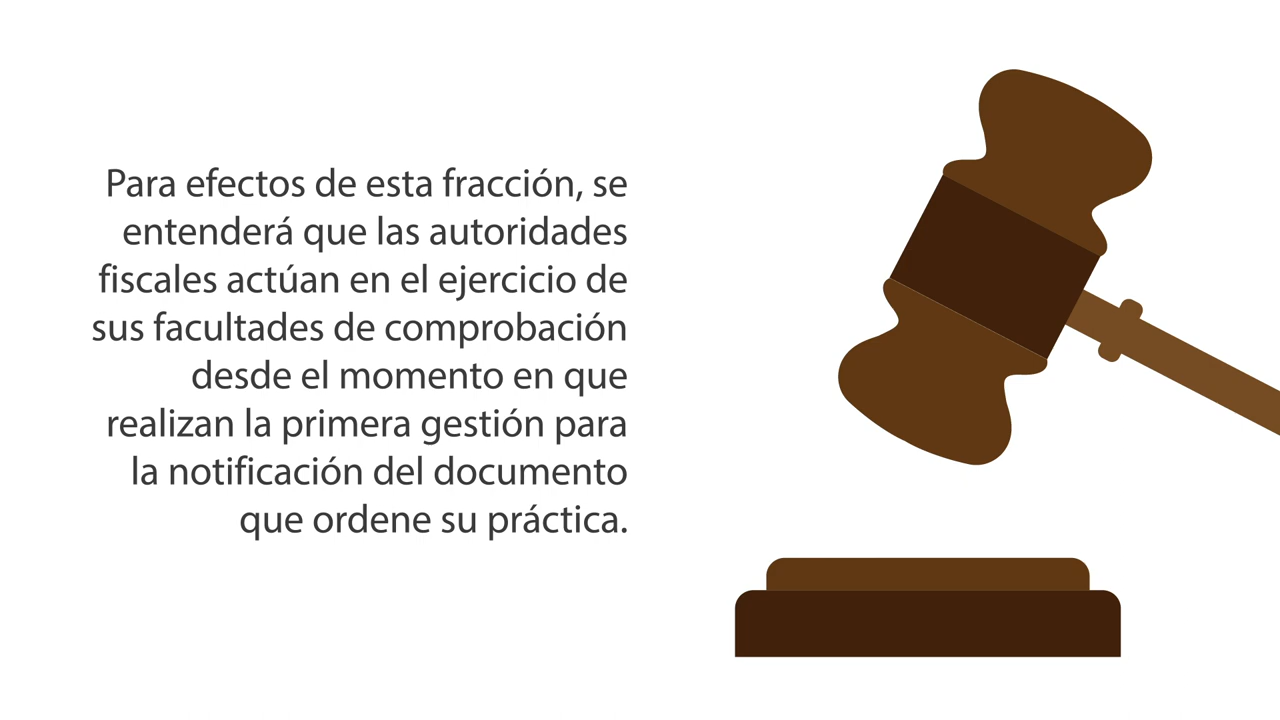 Para efectos de esta fracción, se
entenderá que las autoridades
fiscales actúan en el ejercicio de
sus facultades de comprobación
desde el momento en que
realizan la primera gestión para
la notificación del documento
que ordene su práctica.